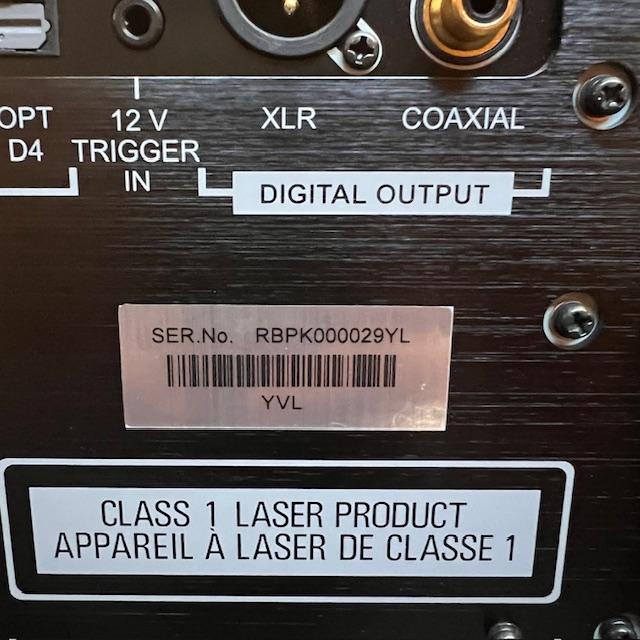 OPT
D4
12 V
TRIGGER
IN
XLR
COAXIAL
DIGITAL OUTPUT
SER.No. RBPK000029YL
YVL
CLASS 1 LASER PRODUCT
APPAREIL À LASER DE CLASSE 1